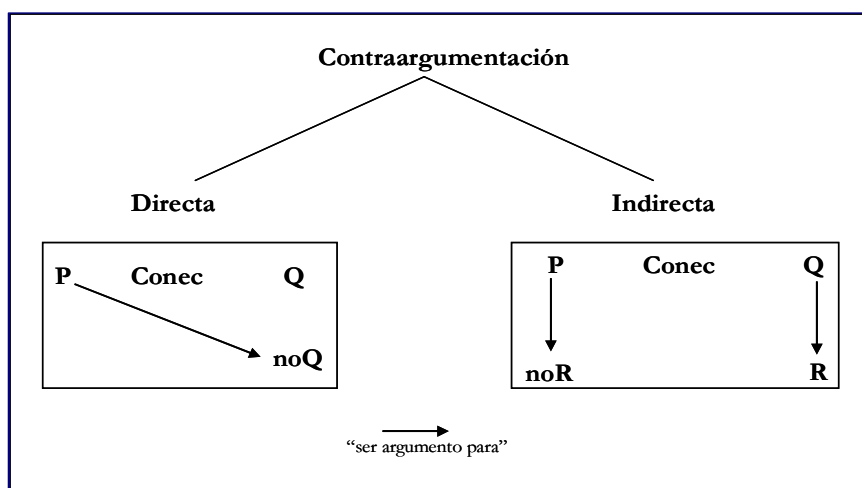 Contraargumentación
Directa
Indirecta
P Conec Q
noQ
P Conec Q
noR R
“ser argumento para”